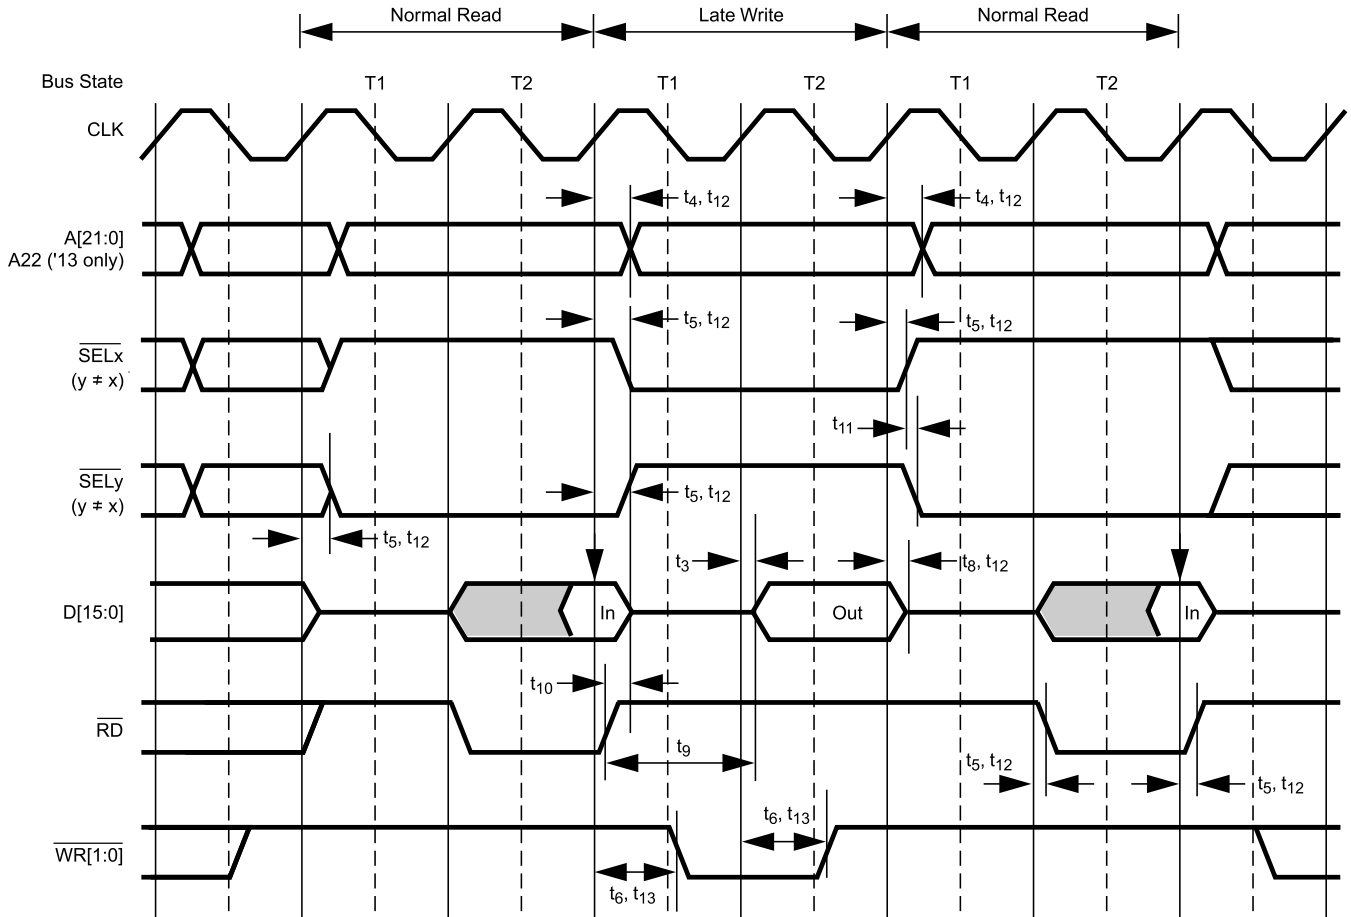 Normal Read Late Write Normal Read
Bus State T1 T2 T1 T2 T1 T2
CLK
t4, t12 t4, t12
A[21:0]
A22 ('13 only)
t5, t12 t5, t12
SELx
(y ≠ x)
t11
SELy
(y ≠ x)
t5, t12
t5, t12
t3 t8, t12
D[15:0] In Out In
t10
RD
t9
t5, t12 t5, t12
t6, t13
WR[1:0]
t6, t13